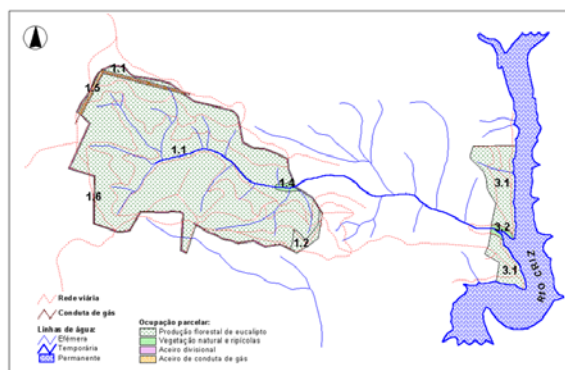 1.1
1.5
1.1
1.6
1.4
1.2
3.1
3.2
3.1
RIO CRIZ
Rede viária
Conduta de gás
Linhas de água:
Efémera
Temporária
Permanente
Ocupação parcelar:
Produção florestal de eucalipto
Vegetação natural e ripícolas
Aceiro divisional
Aceiro de conduta de gás